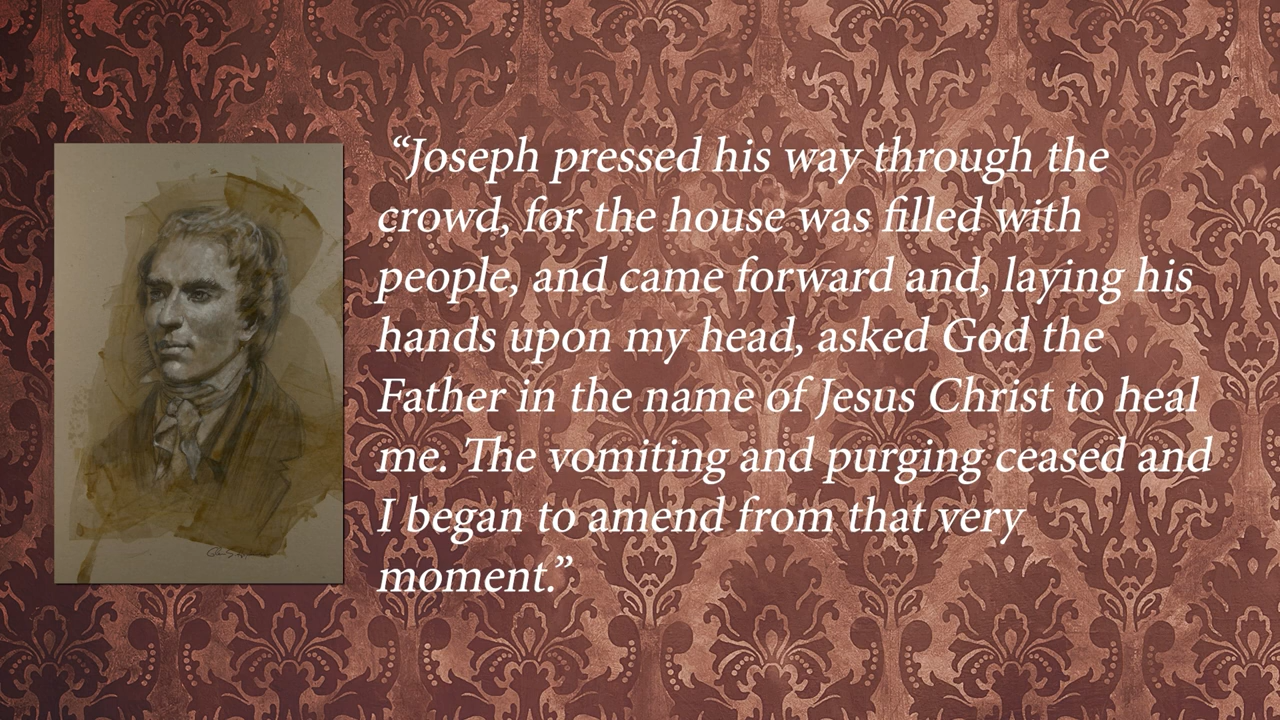 “Joseph pressed his way through the
crowd, for the house was filled with
people, and came forward and, laying his
hands upon my head, asked God the
Father in the name of Jesus Christ to heal
me. The vomiting and purging ceased and
I began to amend from that very
moment.”